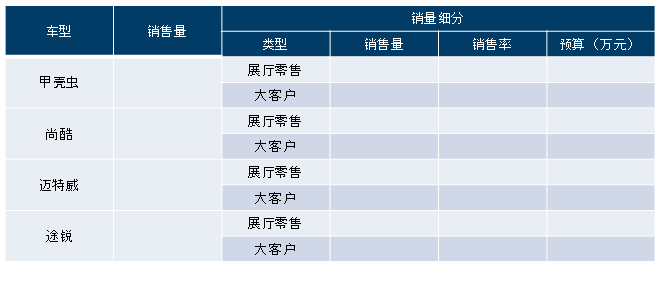 车型 销售量 销量细分
类型 销售量 销售率 预算（万元）
甲壳虫 展厅零售
大客户
尚酷 展厅零售
大客户
迈特威 展厅零售
大客户
途锐 展厅零售
大客户